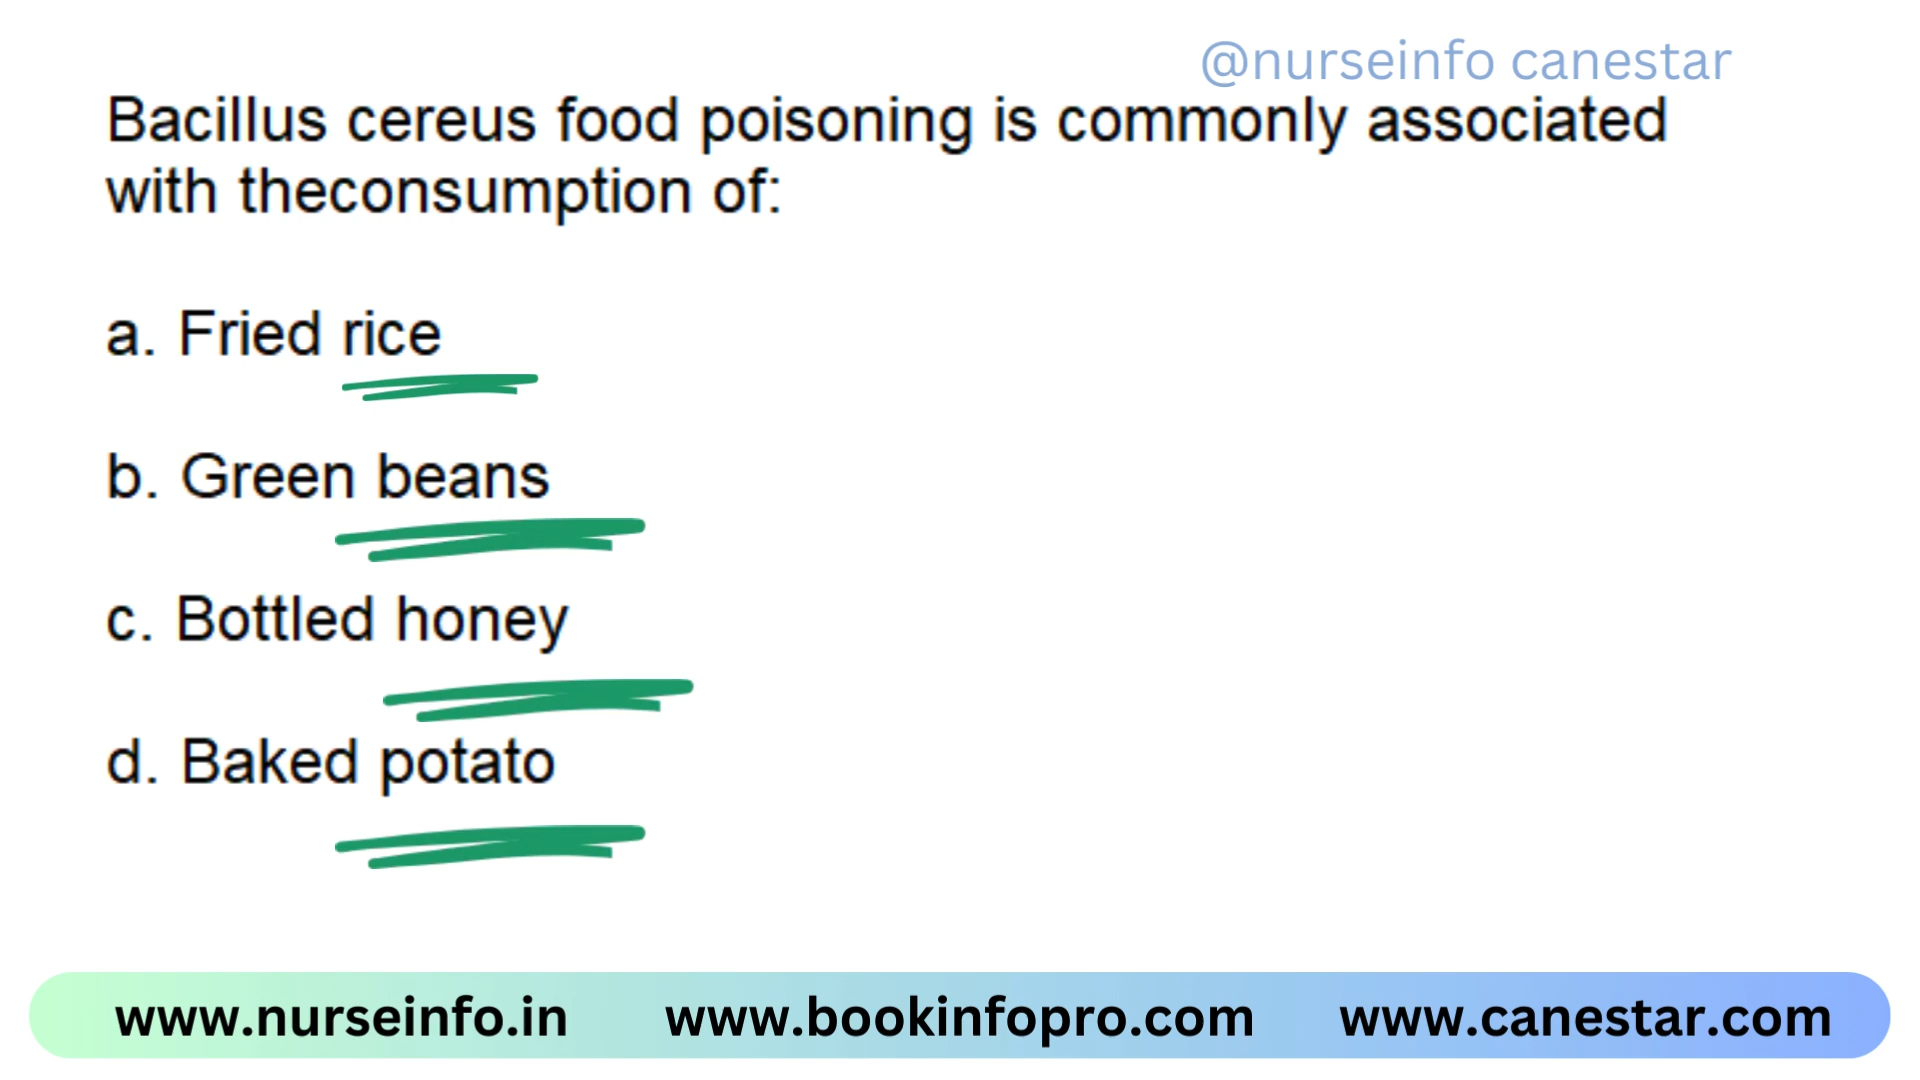 @nurseinfo canestar
Bacillus cereus food poisoning is commonly associated
with theconsumption of:
a. Fried rice
b. Green beans
c. Bottled honey
d. Baked potato
www.nurseinfo.in www.bookinfopro.com www.canestar.com